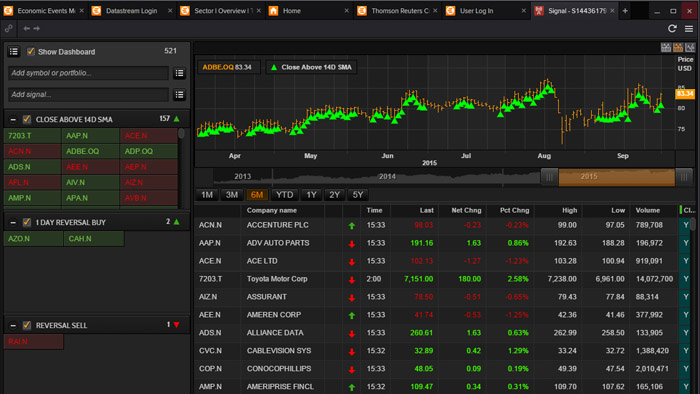 Economic Events Mo
Datastream Login
Sector I Overview I T
Home
Thomson Reuters C
User Log In
Signal - S14436179
Show Dashboard 521
Add symbol or portfolio...
Add signal...
CLOSE ABOVE 14D SMA 157
7203.T AAP.N ACE.N
ACN.N ADBE.OQ ADP.OQ
ADS.N AEE.N AEP.N
AFL.N AIV.N AIZ.N
AMP.N APA.N AVB.N
1 DAY REVERSAL BUY 2
AZO.N CAH.N
REVERSAL SELL 1
RAI.N
ADBE.OQ 83.34
Close Above 14D SMA
Price
USD
85
83.34
80
75
Apr May Jun Jul Aug Sep
2015
2013 2014 2015
1M 3M 6M YTD 1Y 2Y 5Y
Company name Time Last Net Chng Pct Chng High Low Volume Cl...
ACN.N ACCENTURE PLC 15:33 98.53 -2.23 99.00 97.05 789,708 Y
AAP.N ADV AUTO PARTS 15:33 191.16 1.63 0.86% 192.63 188.28 196,972 Y
ACE.N ACE LTD 15:33 102.13 -1.27 -1.23% 103.28 100.94 919,091 Y
7203.T Toyota Motor Corp 2:00 7,151.00 180.00 2.58% 7,238.00 6,961.00 14,072,700 Y
AIZ.N ASSURANT 15:33 78.50 -0.51 -0.65% 79.43 77.84 88,314 Y
AEE.N AMEREN CORP 15:33 41.74 -0.53 -1.25% 42.36 41.46 377,992 Y
ADS.N ALLIANCE DATA 15:33 260.61 1.63 0.63% 262.99 258.50 133,905 Y
CVC.N CABLEVISION SYS 15:32 32.89 0.42 1.29% 33.24 32.72 1,388,420 Y
COP.N CONOCOPHILLIPS 15:33 48.05 0.09 0.19% 49.39 47.54 2,010,471 Y
AMP.N AMERIPRISE FINCL 15:32 109.47 0.34 0.31% 109.70 107.62 165,106 Y